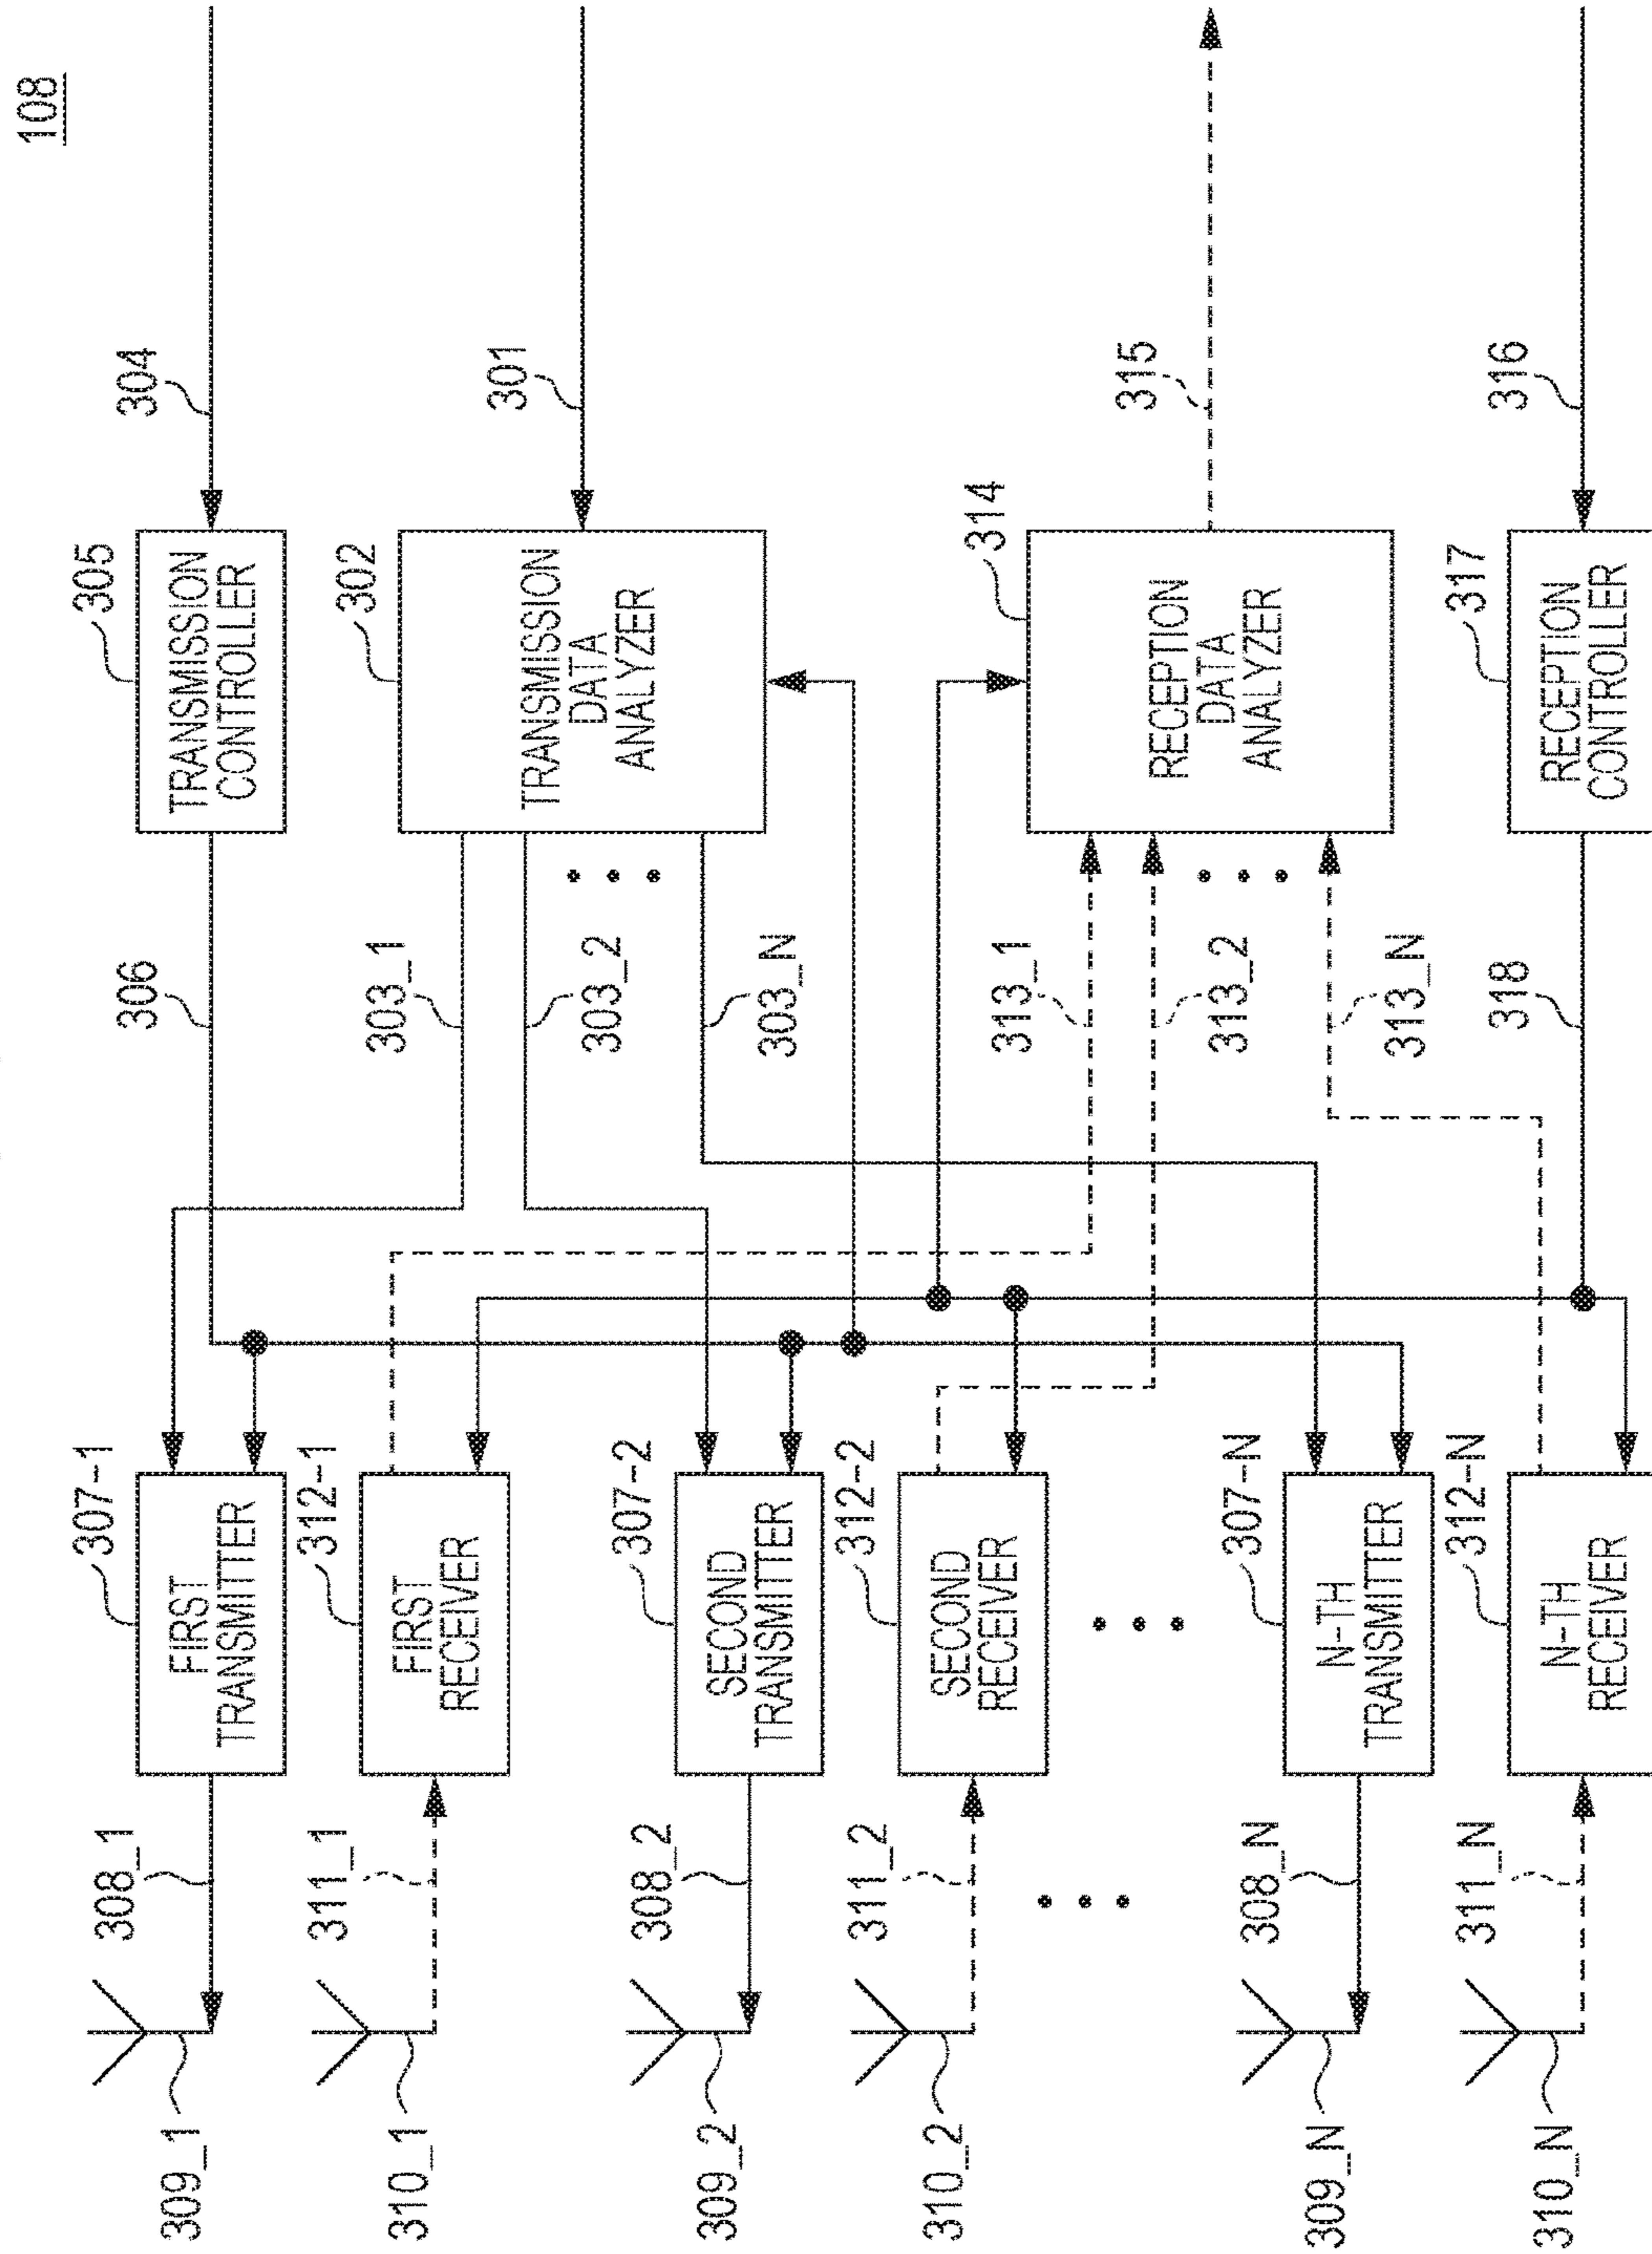 108
307-1
305
308_1
306
304
309_1
FIRST
TRANSMITTER
TRANSMISSION
CONTROLLER
312-1
302
311_1
303_1
310_1
FIRST
RECEIVER
301
TRANSMISSION
DATA
ANALYZER
303_2
307-2
308_2
309_2
SECOND
TRANSMITTER
303_N
312-2
311_2
310_2
SECOND
RECEIVER
314
313_1
315
RECEPTION
DATA
ANALYZER
313_2
307-N
308_N
309_N
N-TH
TRANSMITTER
313_N
312-N
317
311_N
318
316
310_N
N-TH
RECEIVER
RECEPTION
CONTROLLER